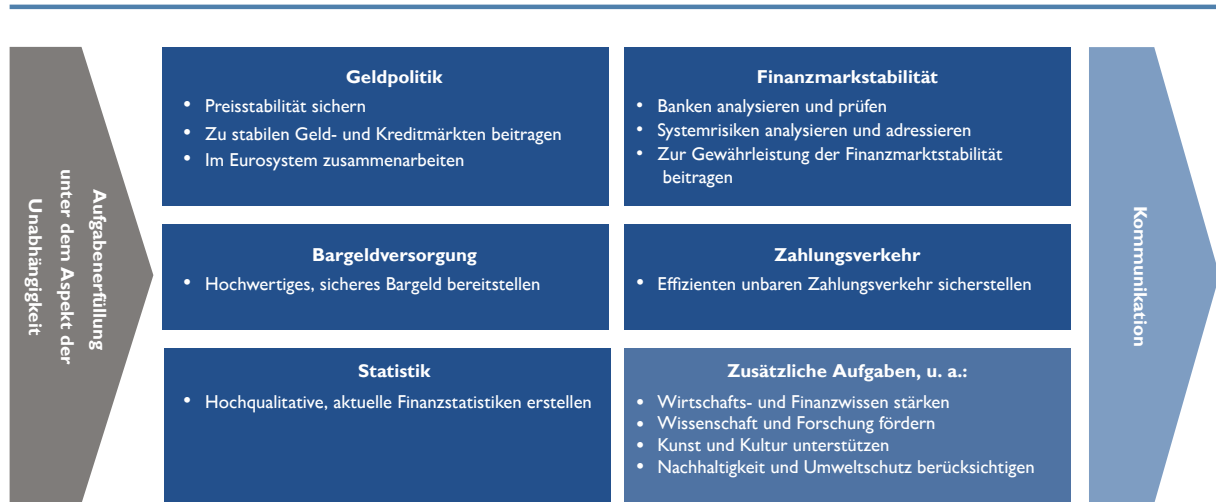 Aufgabenerfüllung
unter dem Aspekt der
Unabhängigkeit
Geldpolitik
• Preisstabilität sichern
• Zu stabilen Geld- und Kreditmärkten beitragen
• Im Eurosystem zusammenarbeiten
Finanzmarkstabilität
• Banken analysieren und prüfen
• Systemrisiken analysieren und adressieren
• Zur Gewährleistung der Finanzmarktstabilität
beitragen
Bargeldversorgung
• Hochwertiges, sicheres Bargeld bereitstellen
Zahlungsverkehr
• Effizienten unbaren Zahlungsverkehr sicherstellen
Statistik
• Hochqualitative, aktuelle Finanzstatistiken erstellen
Zusätzliche Aufgaben, u. a.:
• Wirtschafts- und Finanzwissen stärken
• Wissenschaft und Forschung fördern
• Kunst und Kultur unterstützen
• Nachhaltigkeit und Umweltschutz berücksichtigen
Kommunikation